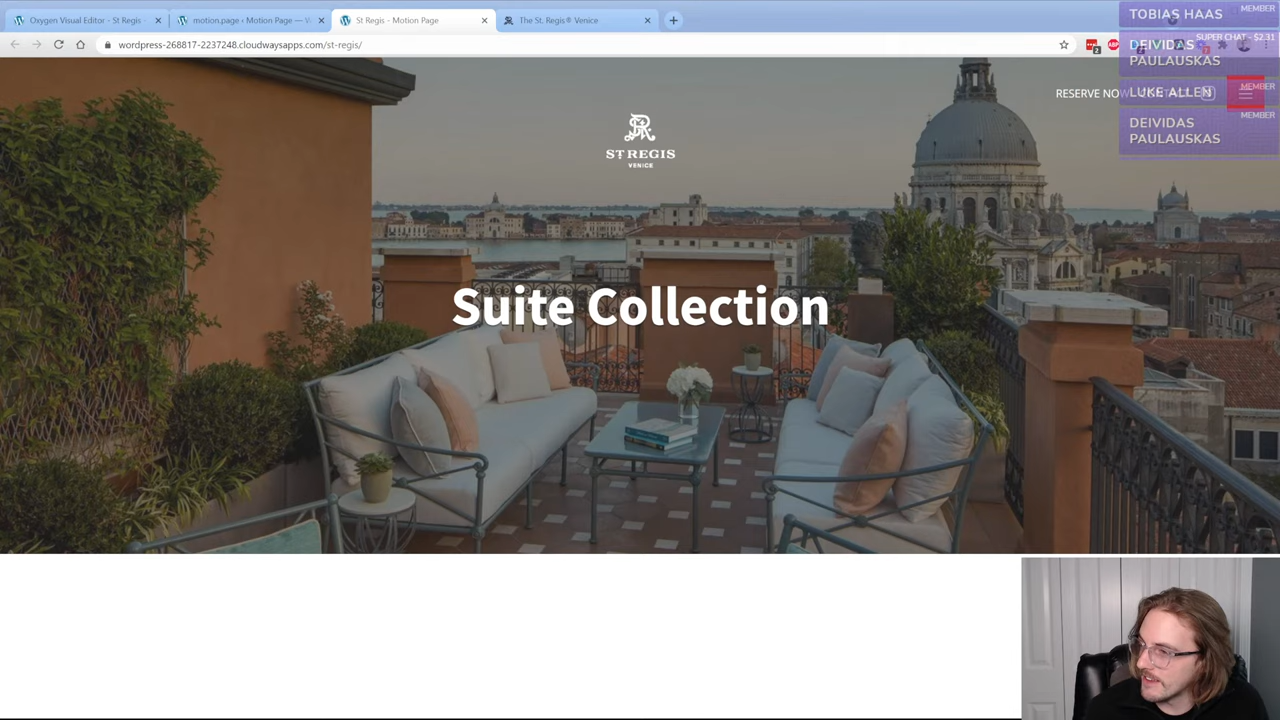 Oxygen Visual Editor - St Regis -
motion.page ‹ Motion Page — W
St Regis - Motion Page
The St. Regis® Venice
wordpress-268817-2237248.cloudwaysapps.com/st-regis/
TOBIAS HAAS
MEMBER
SUPER CHAT - $2.31
DEIVIDAS
PAULAUSKAS
LUKE ALLEN
MEMBER
DEIVIDAS
PAULAUSKAS
MEMBER
RESERVE NOW
ST REGIS
VENICE
Suite Collection